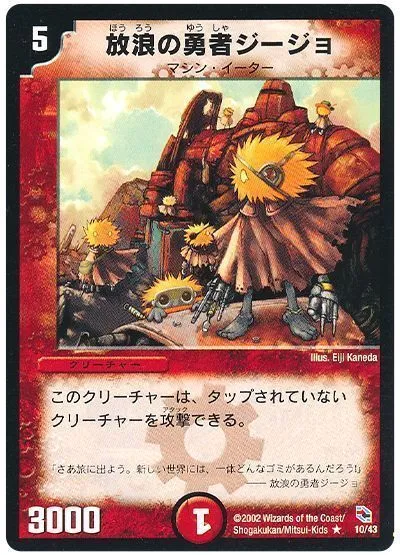 5
ほうろう ゆうしゃ
放浪の勇者ジージョ
マシン・イーター
Illus. Eiji Kaneda
クリーチャー
このクリーチャーは、タップされていない
アタック
クリーチャーを攻撃できる。
「さあ旅に出よう。新しい世界には、一体どんなゴミがあるんだろう!」
—— 放浪の勇者ジージョ
3000
1
©2002 Wizards of the Coast/
Shogakukan/Mitsui-Kids ★ 10/43